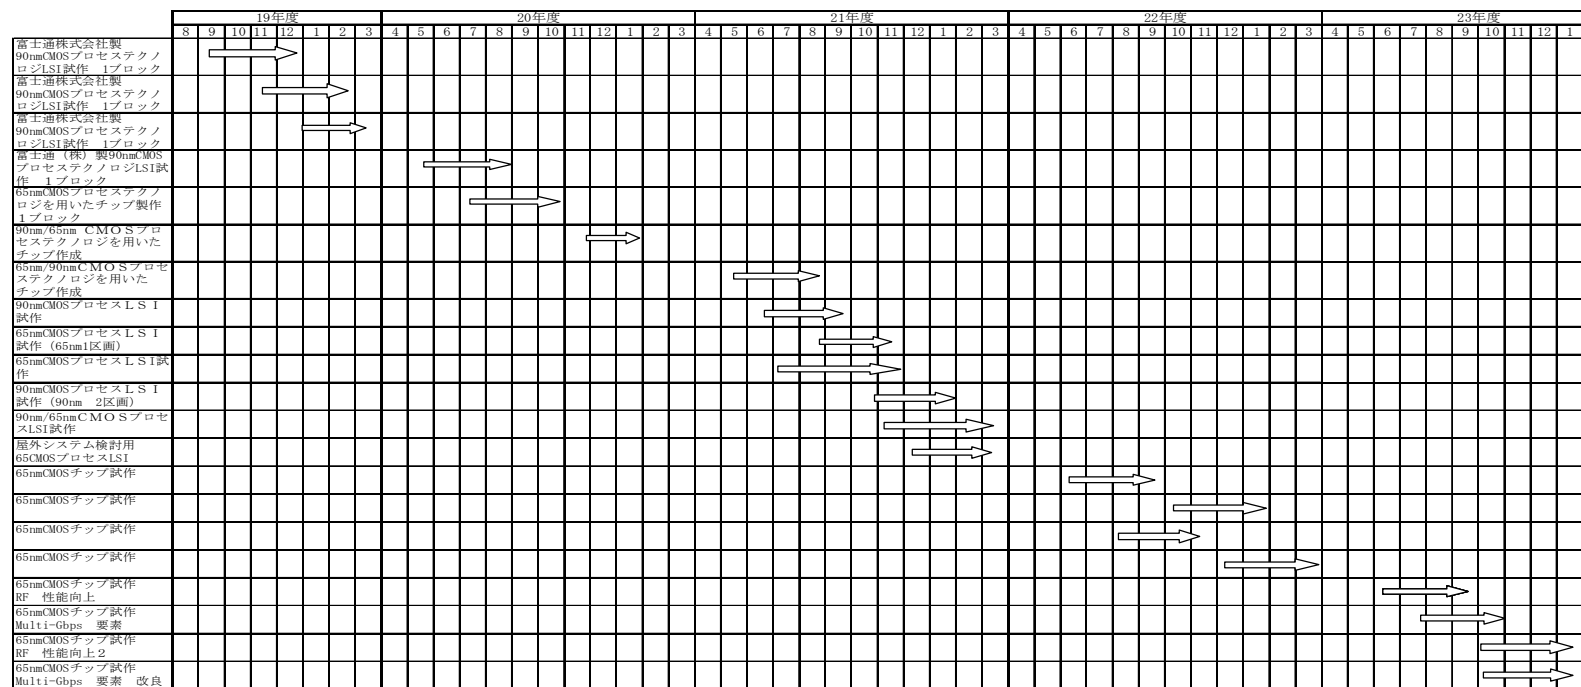 19年度 20年度 21年度 22年度 23年度
8 9 10 11 12 1 2 3 4 5 6 7 8 9 10 11 12 1 2 3 4 5 6 7 8 9 10 11 12 1 2 3 4 5 6 7 8 9 10 11 12 1 2 3 4 5 6 7 8 9 10 11 12 1
富士通株式会社製
90nmCMOSプロセステクノ
ロジLSI試作 1ブロック
富士通株式会社製
90nmCMOSプロセステクノ
ロジLSI試作 1ブロック
富士通株式会社製
90nmCMOSプロセステクノ
ロジLSI試作 1ブロック
富士通（株）製90nmCMOS
プロセステクノロジLSI試
作 １ブロック
65nmCMOSプロセステクノ
ロジを用いたチップ製作
１ブロック
90nm/65nm ＣＭＯＳプロ
セステクノロジを用いた
チップ作成
65nm/90nmＣＭＯＳプロセ
ステクノロジを用いた
チップ作成
90nmCMOSプロセスＬＳＩ
試作
65nmCMOSプロセスＬＳＩ
試作（65nm1区画）
65nmCMOSプロセスＬＳI試
作
90nmCMOSプロセスＬＳＩ
試作（90nm 2区画）
90nm/65nmＣＭＯＳプロセ
スLSI試作
屋外システム検討用
65CMOSプロセスLSI
65nmCMOSチップ試作
65nmCMOSチップ試作
65nmCMOSチップ試作
65nmCMOSチップ試作
65nmCMOSチップ試作
RF 性能向上
65nmCMOSチップ試作
Multi-Gbps 要素
65nmCMOSチップ試作
RF 性能向上２
65nmCMOSチップ試作
Multi-Gbps 要素 改良